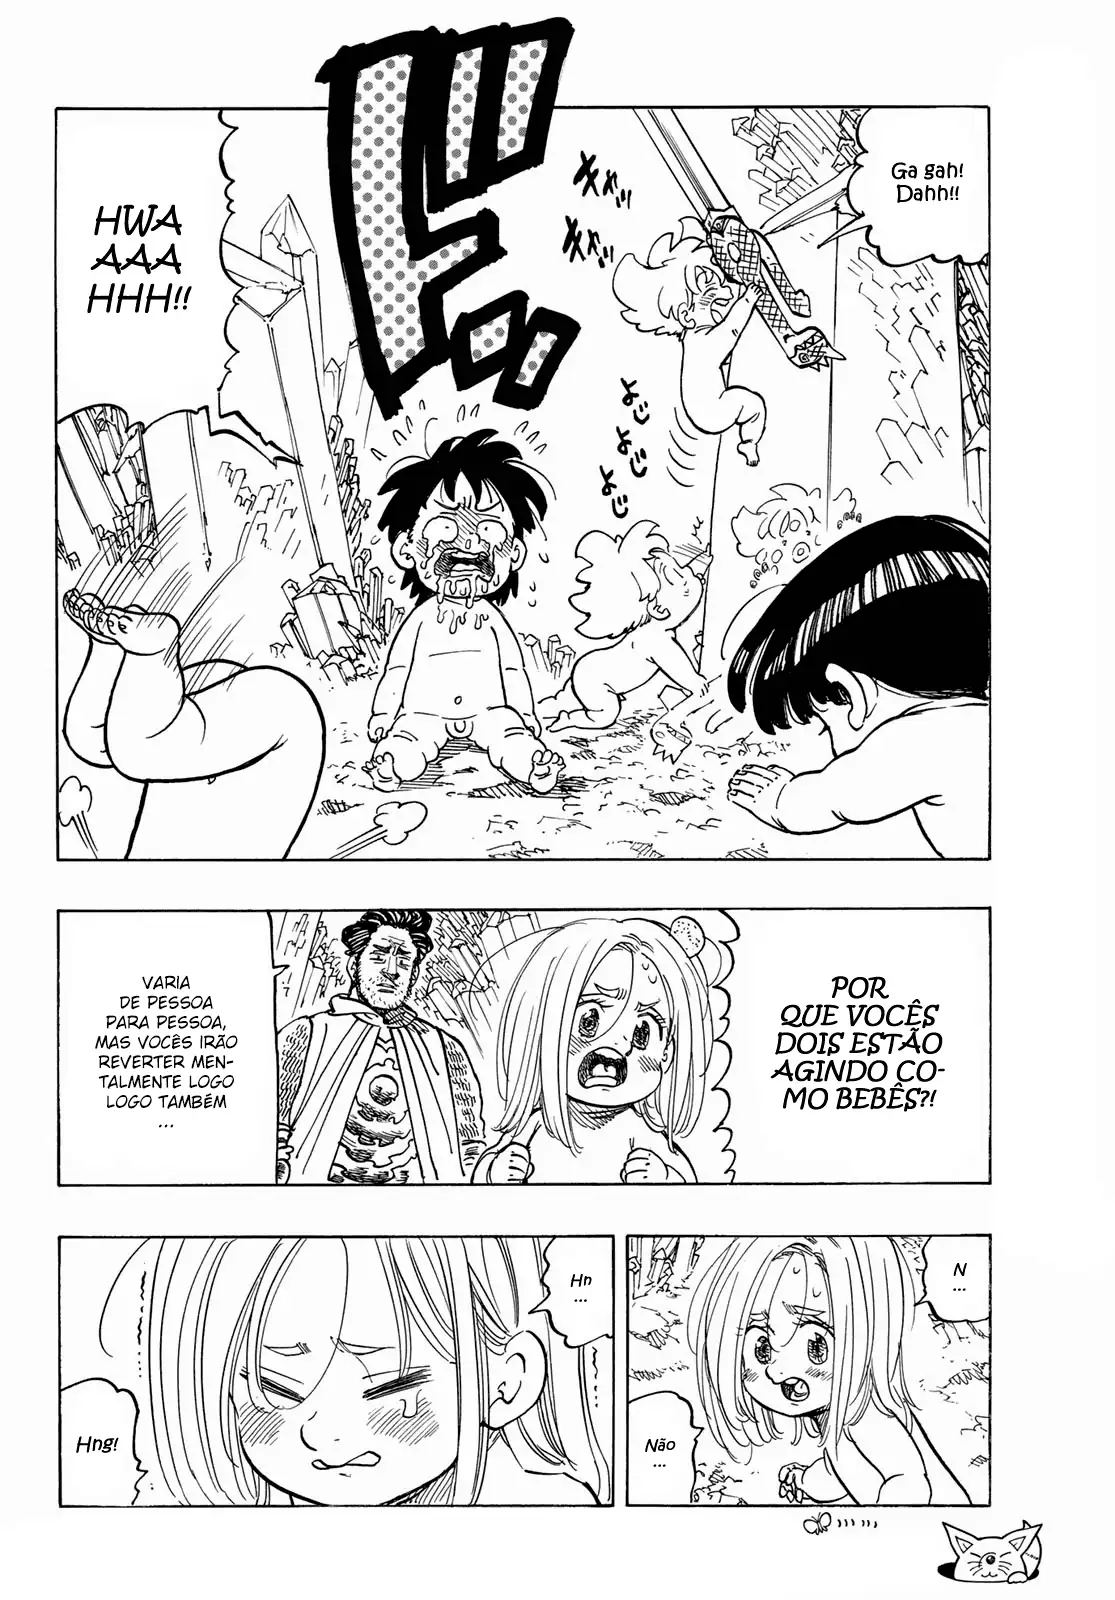 Ga gah!
Dahh!!
キャッ
キャッ
ド
HWA
AAA
HHH!!
よじ
よじ
よじ
POR
QUE VOCÊS
DOIS ESTÃO
AGINDO CO-
MO BEBÊS?!
VARIA
DE PESSOA
PARA PESSOA,
MAS VOCÊS IRÃO
REVERTER MEN-
TALMENTE LOGO
LOGO TAMBÉM
...
N
...
Não
...
Hn
...
Hng!